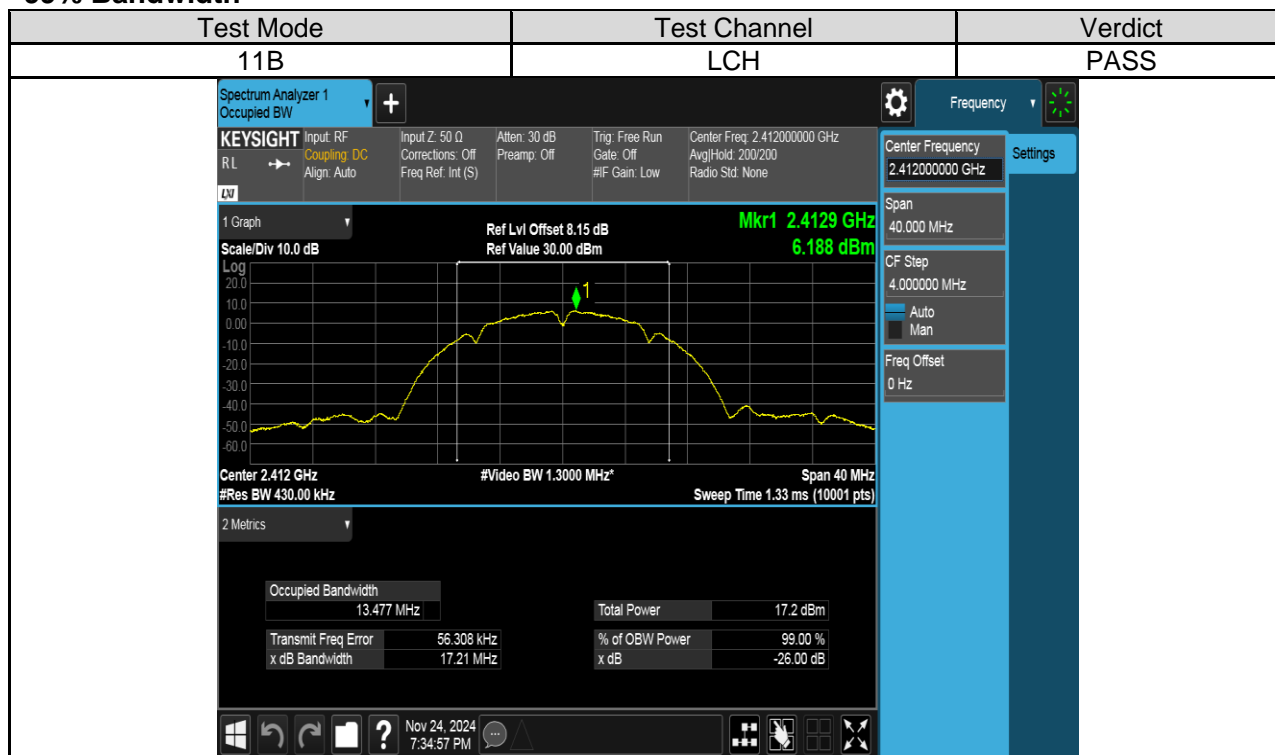 99% Bandwidth
Test Mode Test Channel Verdict
11B LCH PASS
Spectrum Analyzer 1
Occupied BW
+
Frequency
KEYSIGHT Input: RF Input Z: 50 Ω Atten: 30 dB Trig: Free Run Center Freq: 2.412000000 GHz
RL Coupling: DC Corrections: Off Preamp: Off Gate: Off Avg|Hold: 200/200
Align: Auto Freq Ref: Int (S) #IF Gain: Low Radio Std: None
LXI
Center Frequency
2.412000000 GHz
Settings
Span
40.000 MHz
CF Step
4.000000 MHz
Auto
Man
Freq Offset
0 Hz
1 Graph
Ref Lvl Offset 8.15 dB Mkr1 2.4129 GHz
Scale/Div 10.0 dB Ref Value 30.00 dBm 6.188 dBm
Log
20.0
10.0
0.00
-10.0
-20.0
-30.0
-40.0
-50.0
-60.0
1
Center 2.412 GHz #Video BW 1.3000 MHz* Span 40 MHz
#Res BW 430.00 kHz Sweep Time 1.33 ms (10001 pts)
2 Metrics
Occupied Bandwidth
13.477 MHz Total Power 17.2 dBm
Transmit Freq Error 56.308 kHz % of OBW Power 99.00 %
x dB Bandwidth 17.21 MHz x dB -26.00 dB
? Nov 24, 2024
7:34:57 PM